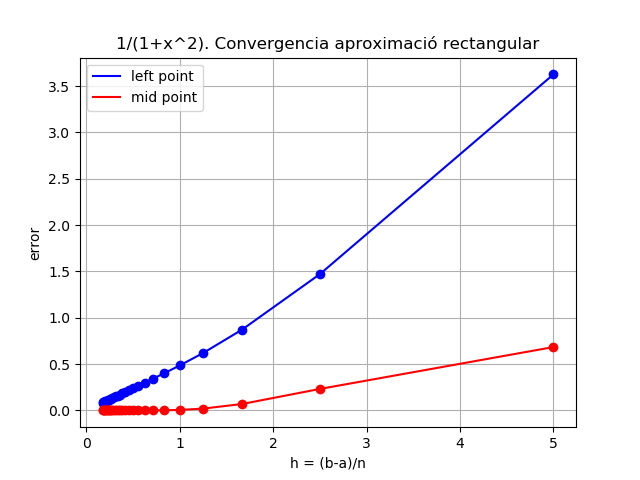 1/(1+x^2). Convergencia aproximació rectangular
left point
mid point
3.5
3.0
2.5
2.0
1.5
1.0
0.5
0.0
error
0 1 2 3 4 5
h = (b-a)/n